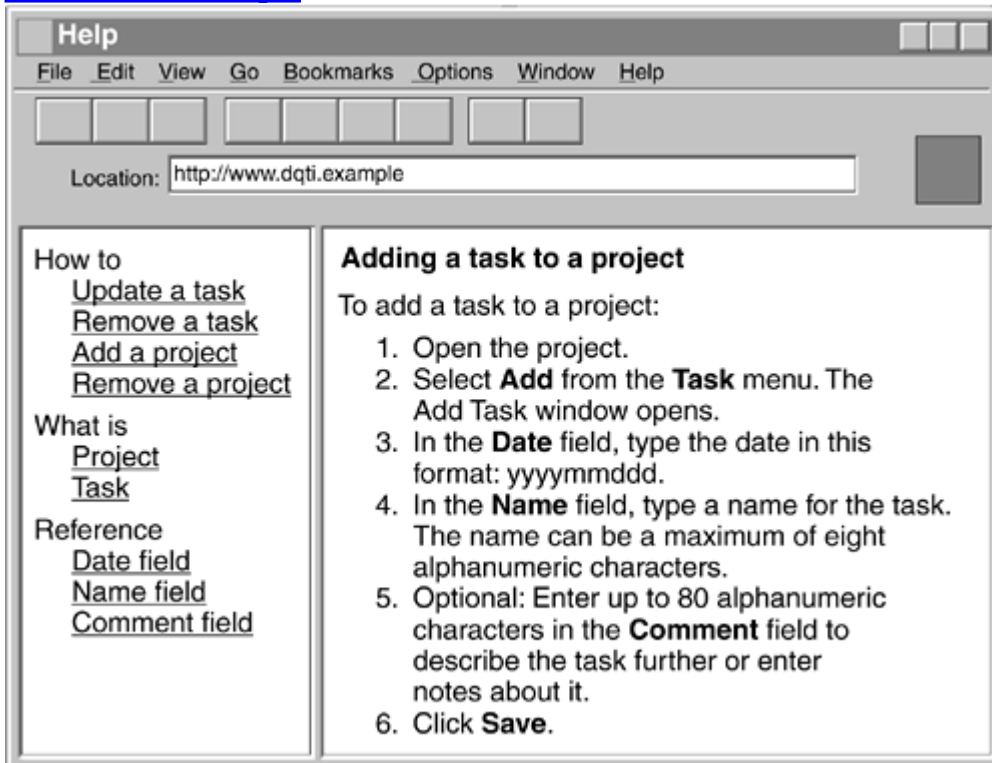 Help
File Edit View Go Bookmarks Options Window Help
Location: http://www.dqti.example
How to
Update a task
Remove a task
Add a project
Remove a project
What is
Project
Task
Reference
Date field
Name field
Comment field
Adding a task to a project
To add a task to a project:
1. Open the project.
2. Select Add from the Task menu. The
Add Task window opens.
3. In the Date field, type the date in this
format: yyyymmddd.
4. In the Name field, type a name for the task.
The name can be a maximum of eight
alphanumeric characters.
5. Optional: Enter up to 80 alphanumeric
characters in the Comment field to
describe the task further or enter
notes about it.
6. Click Save.